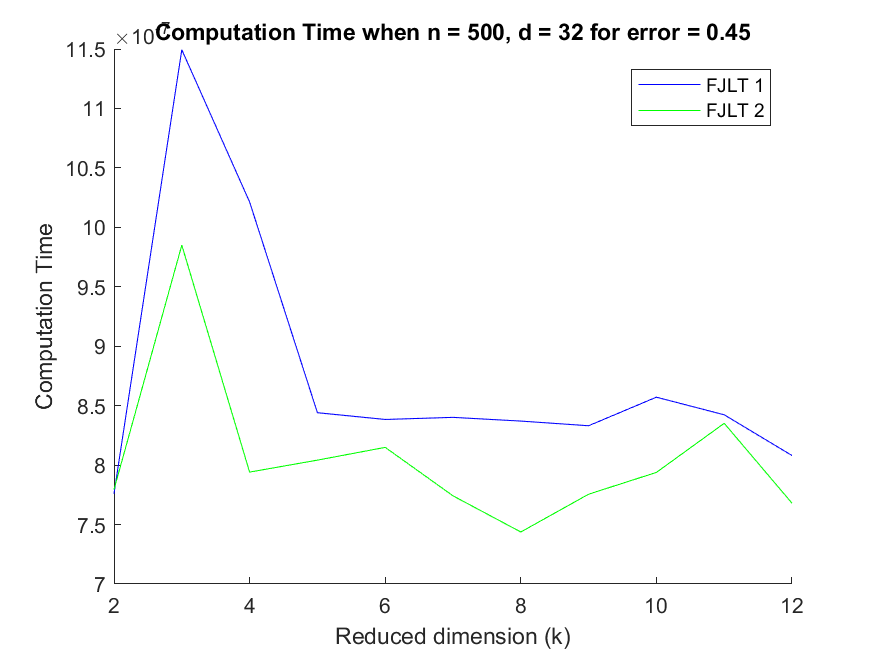 Computation Time when n = 500, d = 32 for error = 0.45
×10
11.5
11
10.5
10
9.5
9
8.5
8
7.5
7
Computation Time
2 4 6 8 10 12
Reduced dimension (k)
FJLT 1
FJLT 2